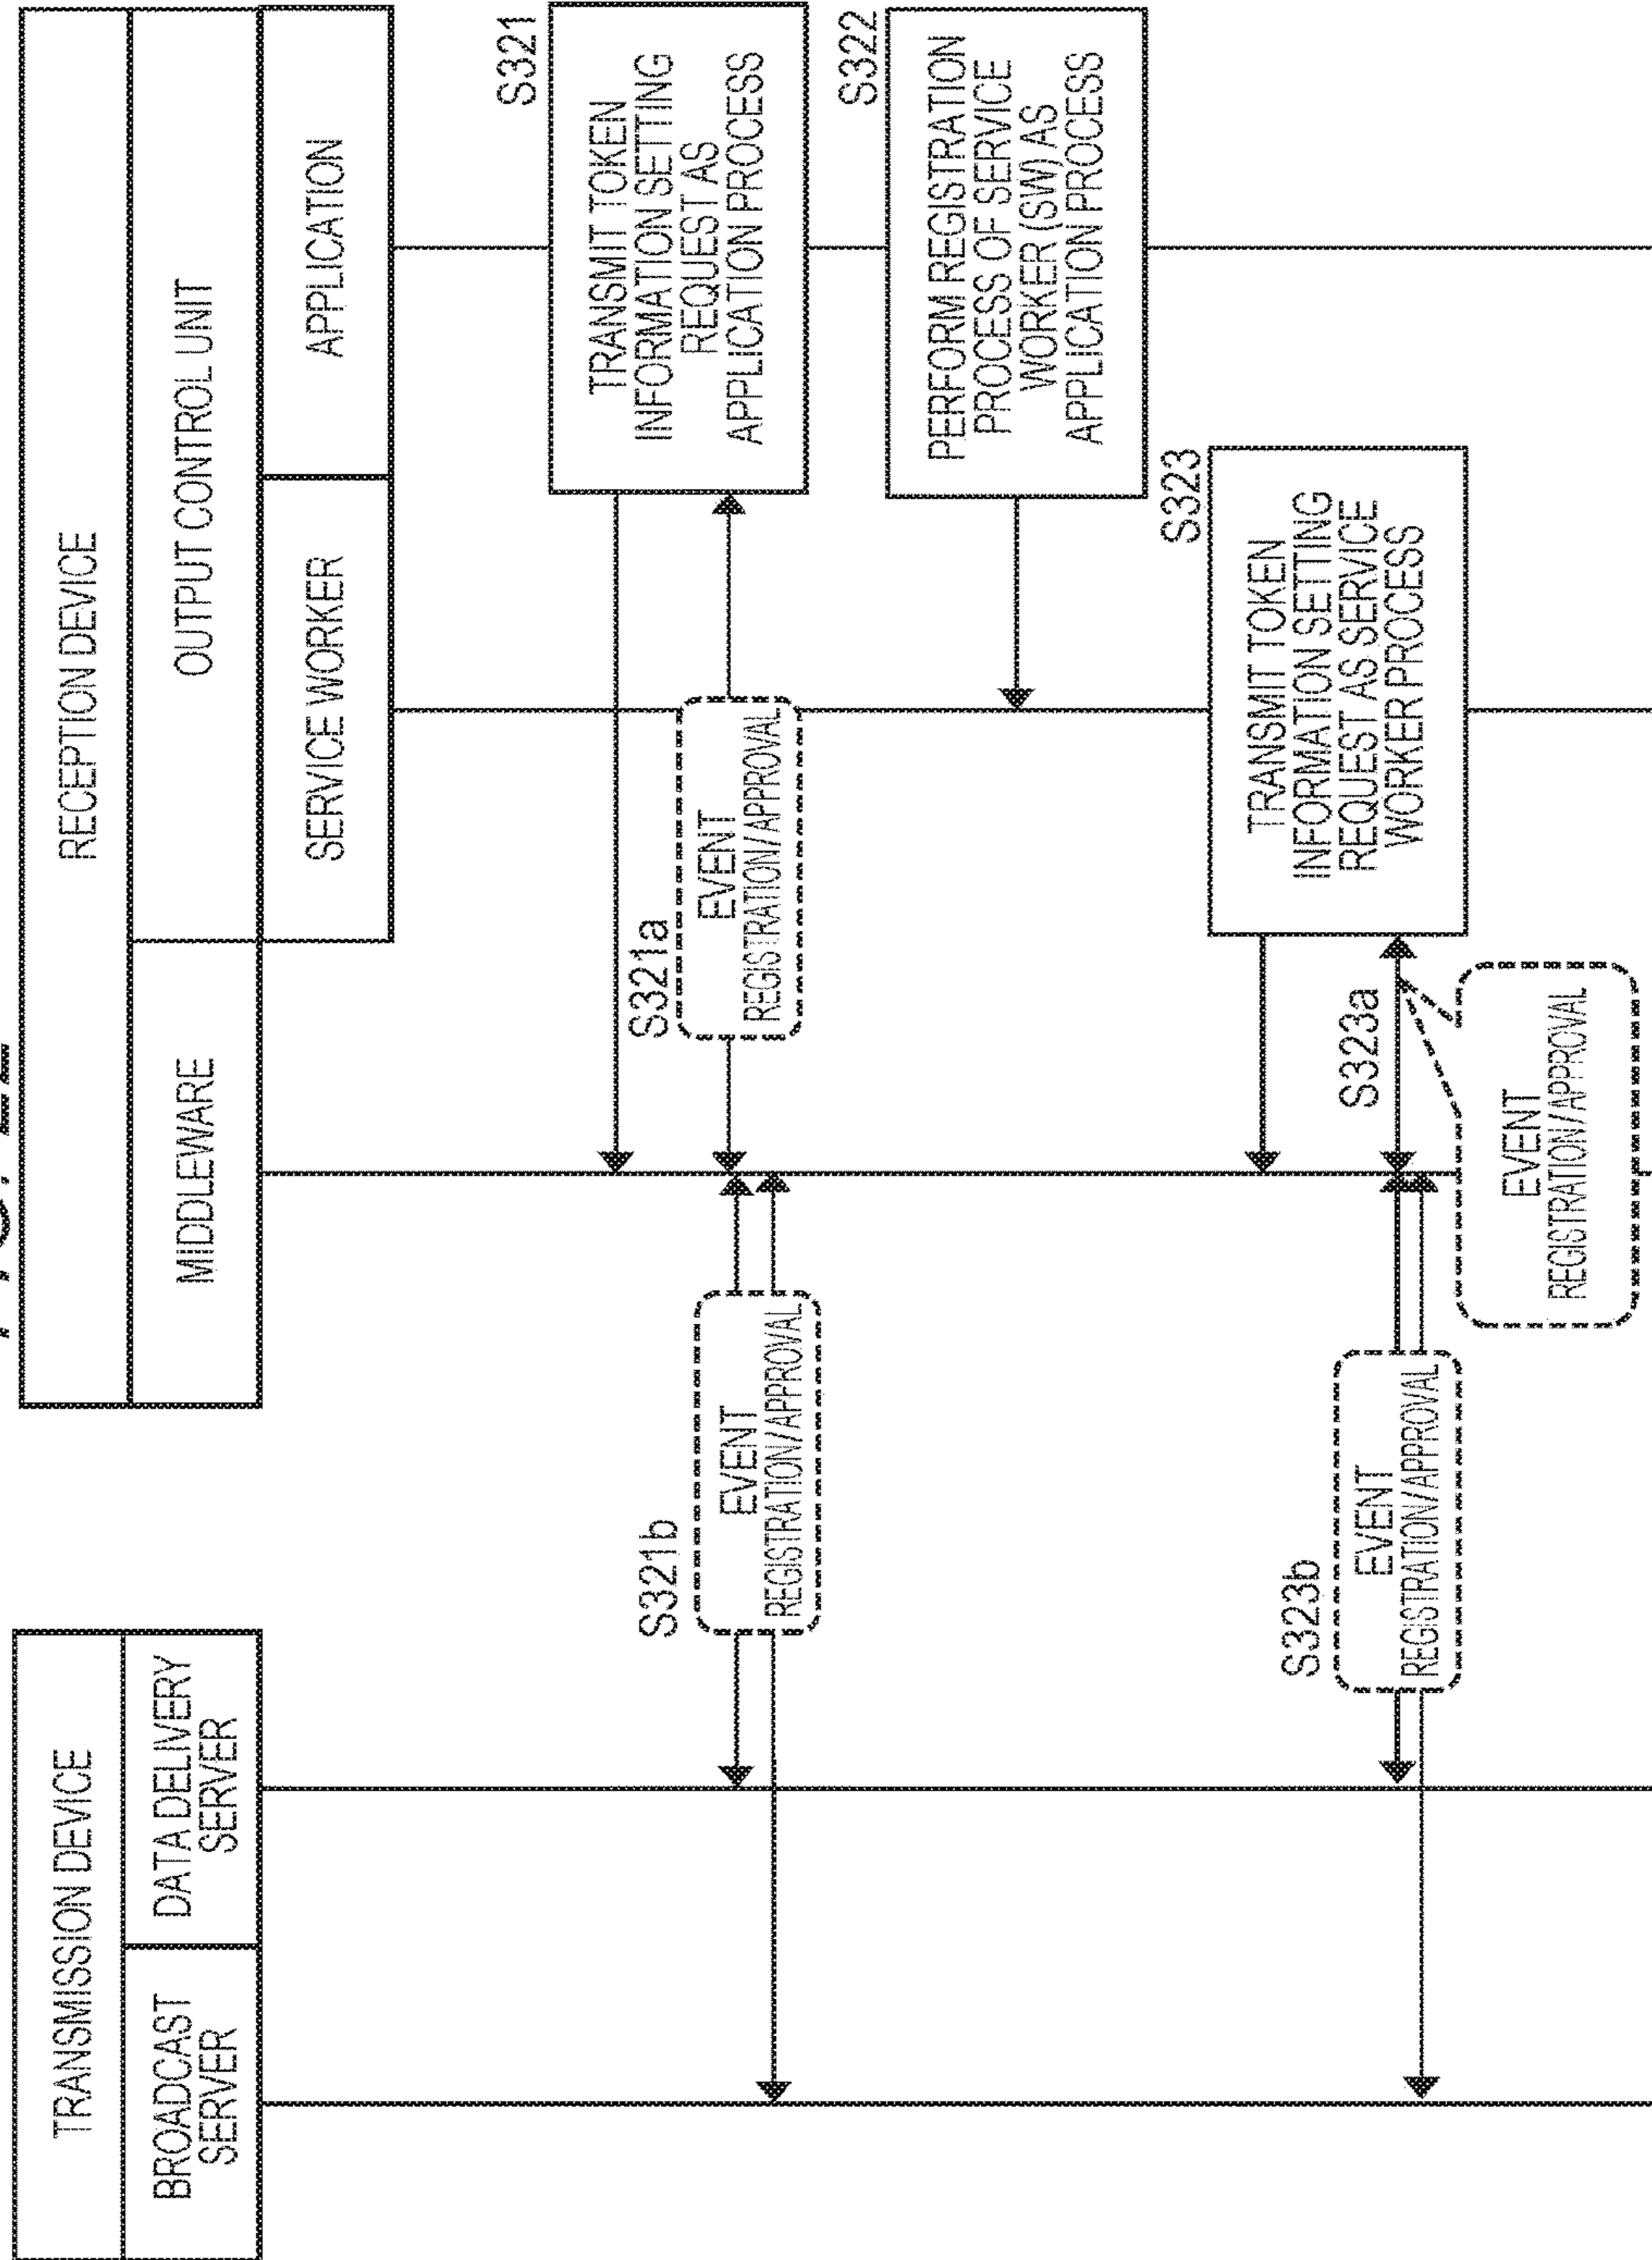 TRANSMISSION DEVICE
BROADCAST
SERVER
DATA DELIVERY
SERVER
RECEPTION DEVICE
MIDDLEWARE
OUTPUT CONTROL UNIT
SERVICE WORKER
APPLICATION
S321
TRANSMIT TOKEN
INFORMATION SETTING
REQUEST AS
APPLICATION PROCESS
S321a
EVENT
REGISTRATION/APPROVAL
S321b
EVENT
REGISTRATION/APPROVAL
S322
PERFORM REGISTRATION
PROCESS OF SERVICE
WORKER (SW) AS
APPLICATION PROCESS
S323
TRANSMIT TOKEN
INFORMATION SETTING
REQUEST AS SERVICE
WORKER PROCESS
S323a
EVENT
REGISTRATION/APPROVAL
S323b
EVENT
REGISTRATION/APPROVAL